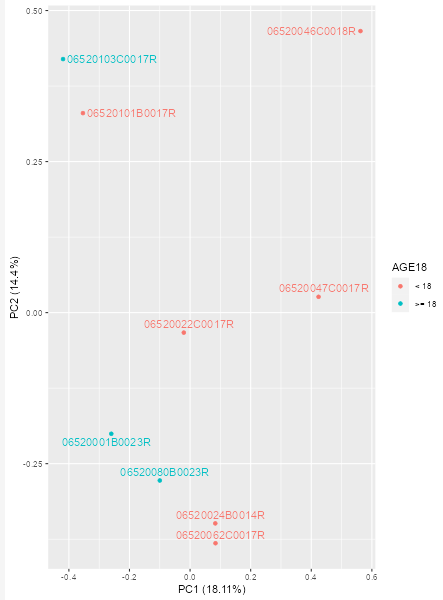 0.50
06520046C0018R
06520103C0017R
06520101B0017R
0.25
AGE18
< 18
>= 18
06520047C0017R
PC2 (14.4%)
0.00
06520022C0017R
06520001B0023R
-0.25
06520080B0023R
06520024B0014R
06520062C0017R
-0.4 -0.2 0.0 0.2 0.4 0.6
PC1 (18.11%)